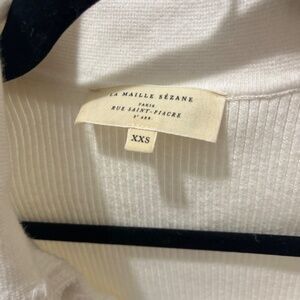 LA MAILLE SÉZANE
PARIS
RUE SAINT-FIACRE
2e ARR.
XXS